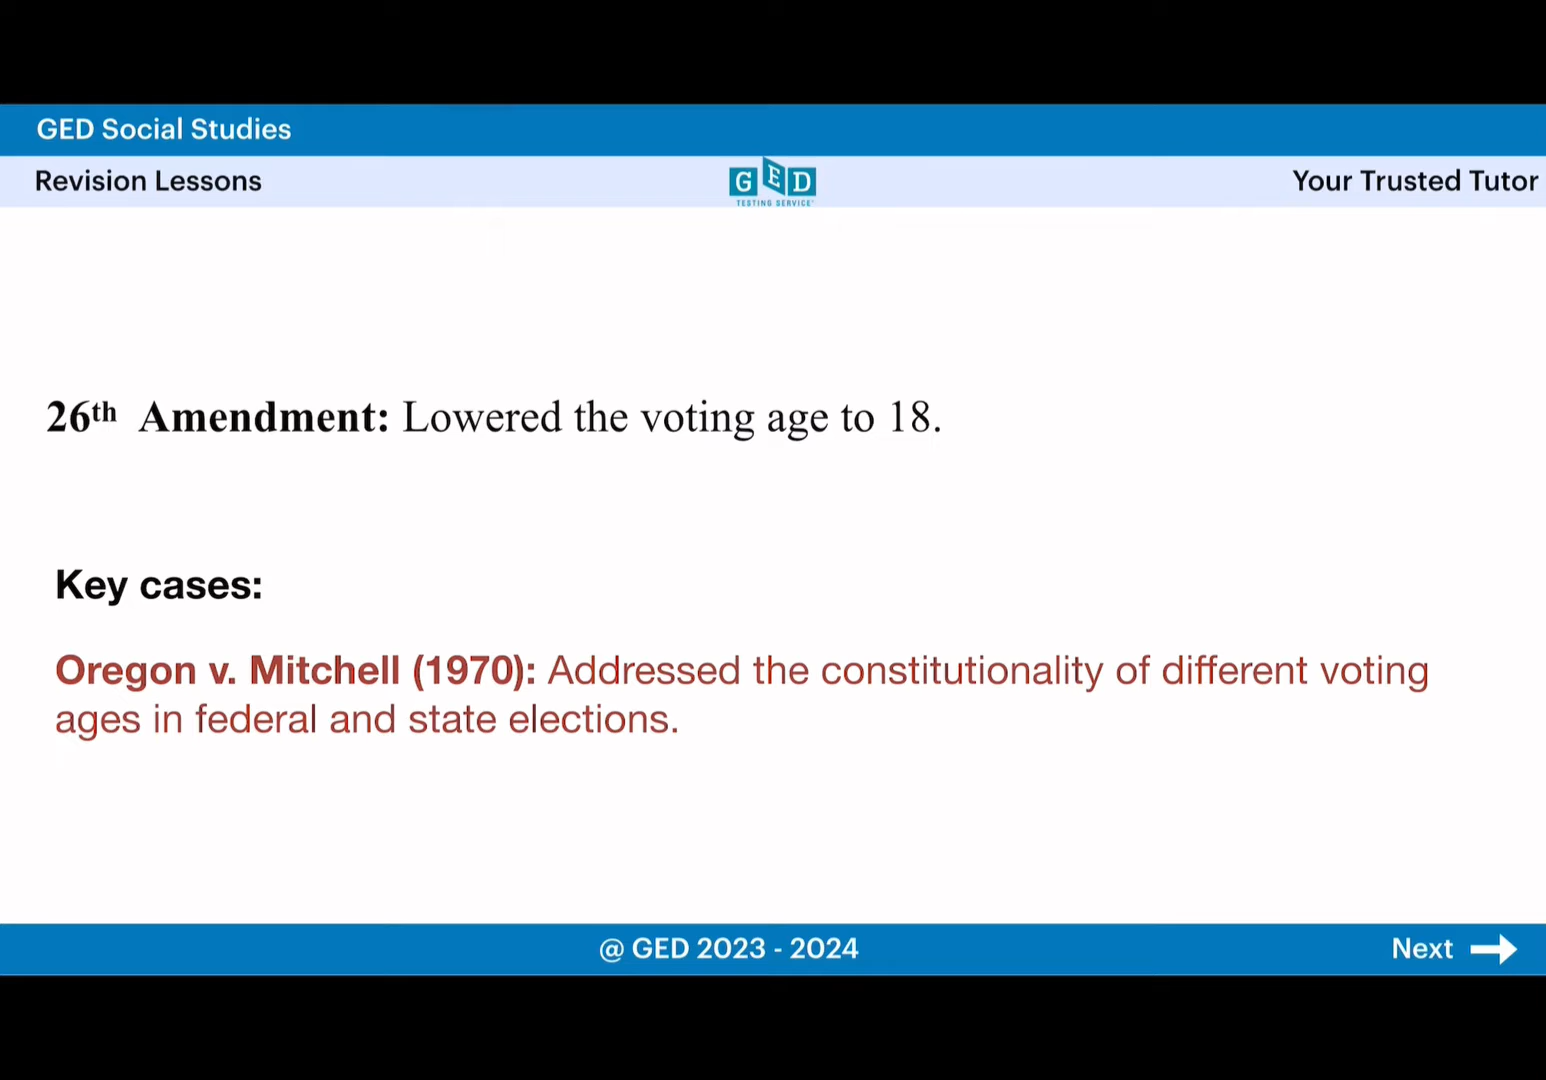 GED Social Studies
Revision Lessons
GED
TESTING SERVICE
Your Trusted Tutor
26th Amendment: Lowered the voting age to 18.
Key cases:
Oregon v. Mitchell (1970): Addressed the constitutionality of different voting
ages in federal and state elections.
@ GED 2023 - 2024
Next